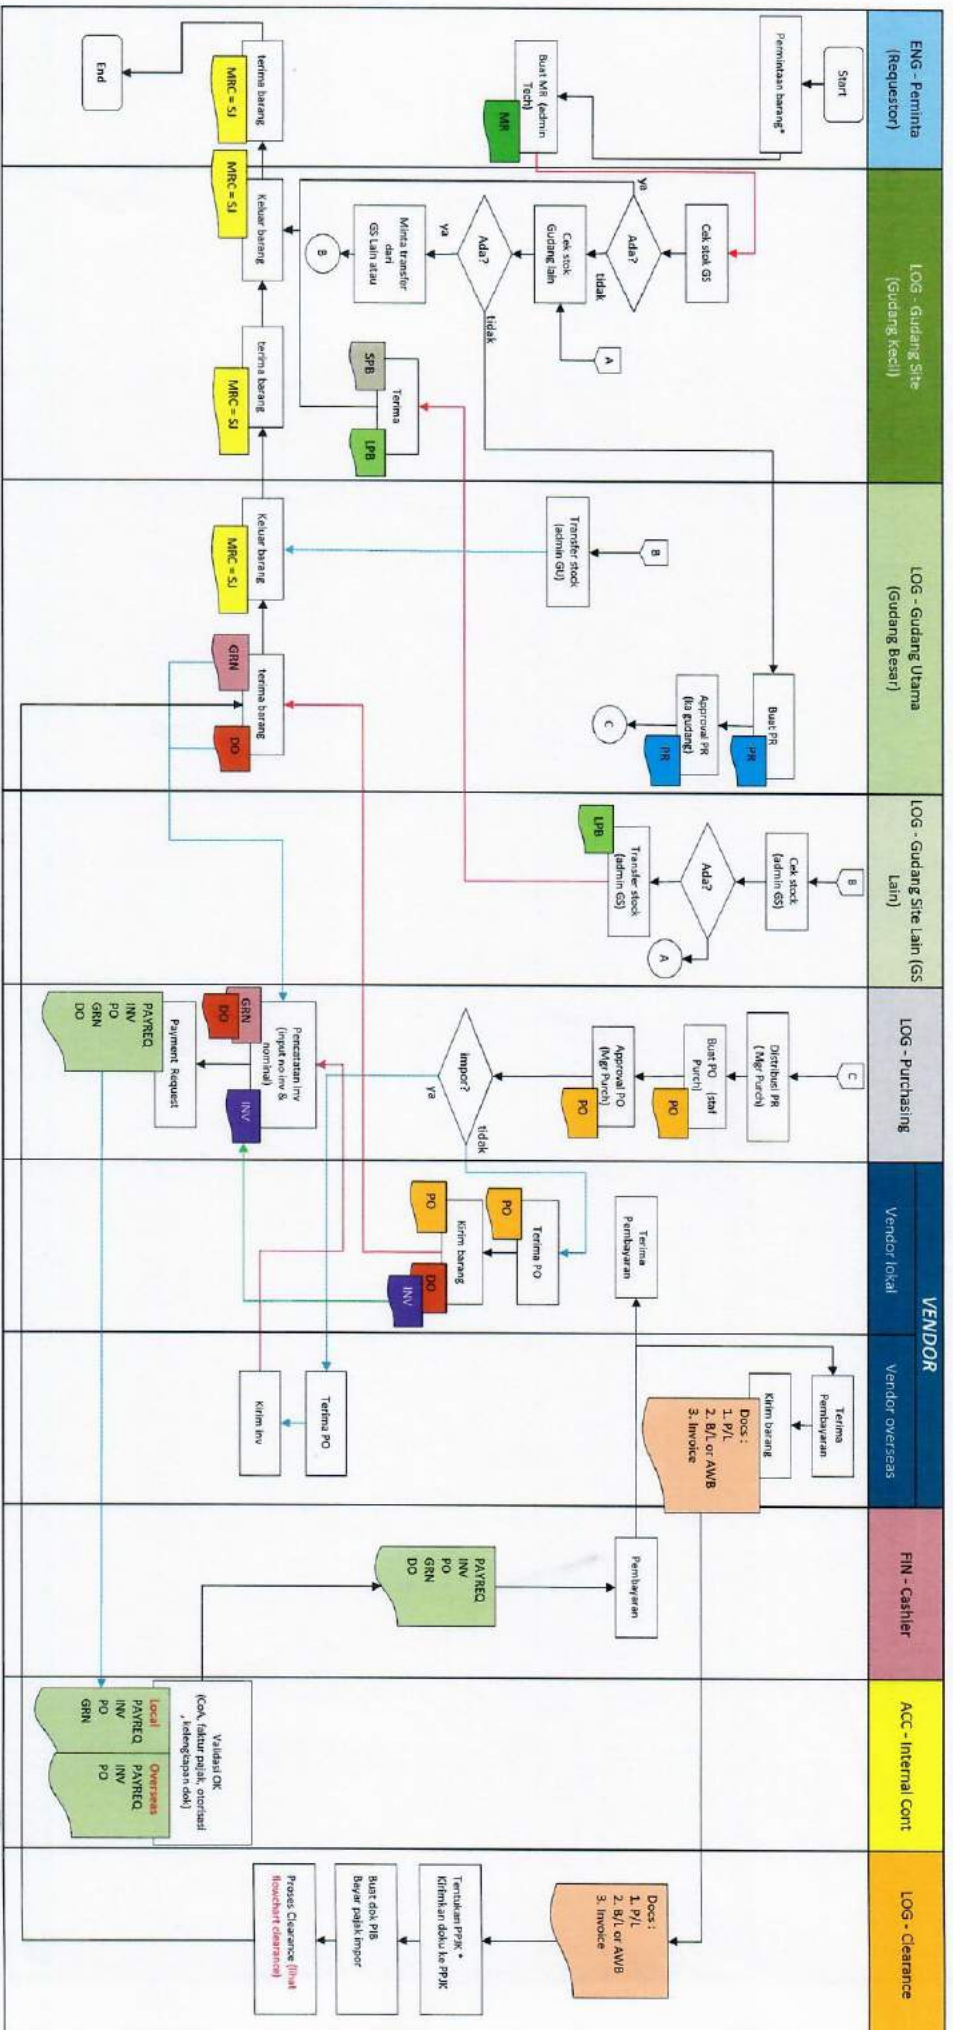 ENG - Peminta
(Requestor)
Start
Permintaan barang*
Buat MR (admin
Tech)
MR
terima barang
MRC = SJ
End
LOG - Gudang Site
(Gudang Kecil)
Cek stok GS
Ada?
ya
tidak
Cek stok
Gudang lain
A
Ada?
ya
tidak
Minta transfer
dari
GS Lain atau
B
Terima
SPB
LPB
Keluar barang
MRC = SJ
terima barang
MRC = SJ
LOG - Gudang Utama
(Gudang Besar)
Buat PR
PR
Approval PR
(ka gudang)
PR
C
B
Transfer stock
(admin GU)
Keluar barang
MRC = SJ
terima barang
GRN
DO
LOG - Gudang Site Lain (GS
Lain)
B
Cek stock
(admin GS)
Ada?
A
Transfer stock
(admin GS)
LPB
LOG - Purchasing
C
Distribusi PR
( Mgr Purch)
Buat PO (staf
Purch)
PO
Approval PO
(Mgr Purch)
PO
impor?
tidak
ya
Pencatatan inv
(input no inv &
nominal)
GRN
DO
INV
Payment Request
PAYREQ
INV
PO
GRN
DO
VENDOR
Vendor lokal
Terima
Pembayaran
Terima PO
PO
Kirim barang
PO
DO
INV
Vendor overseas
Terima
Pembayaran
Kirim barang
Docs :
1. P/L
2. B/L or AWB
3. Invoice
Terima PO
Kirim inv
FIN - Cashier
Pembayaran
PAYREQ
INV
PO
GRN
DO
ACC - Internal Cont
Validasi OK
(CoA, faktur pajak, otorisasi
, kelengkapan dok)
Local
PAYREQ
INV
PO
GRN
Overseas
PAYREQ
INV
PO
LOG - Clearance
Docs :
1. P/L
2. B/L or AWB
3. Invoice
Tentukan PPJK *
Kirimkan doku ke PPJK
Buat dok PIB
Bayar pajak impor
Proses Clearance (lihat
flowchart clearance)